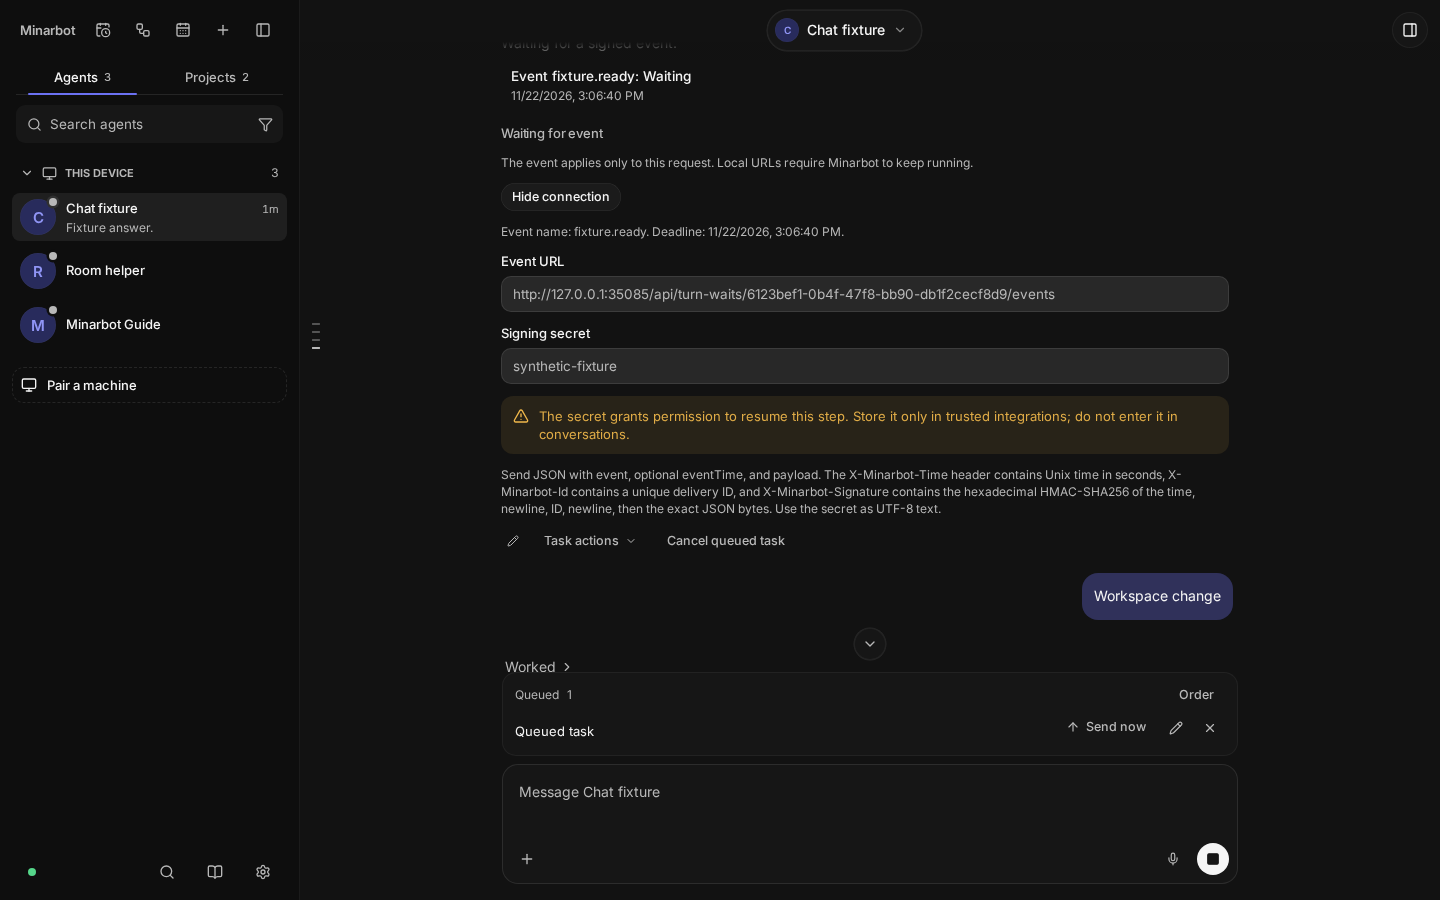 Minarbot
Agents 3
Projects 2
Search agents
THIS DEVICE 3
C
Chat fixture 1m
Fixture answer.
R
Room helper
M
Minarbot Guide
Pair a machine
C Chat fixture
Waiting for a signed event.
Event fixture.ready: Waiting
11/22/2026, 3:06:40 PM
Waiting for event
The event applies only to this request. Local URLs require Minarbot to keep running.
Hide connection
Event name: fixture.ready. Deadline: 11/22/2026, 3:06:40 PM.
Event URL
http://127.0.0.1:35085/api/turn-waits/6123bef1-0b4f-47f8-bb90-db1f2cecf8d9/events
Signing secret
synthetic-fixture
The secret grants permission to resume this step. Store it only in trusted integrations; do not enter it in
conversations.
Send JSON with event, optional eventTime, and payload. The X-Minarbot-Time header contains Unix time in seconds, X-
Minarbot-Id contains a unique delivery ID, and X-Minarbot-Signature contains the hexadecimal HMAC-SHA256 of the time,
newline, ID, newline, then the exact JSON bytes. Use the secret as UTF-8 text.
Task actions
Cancel queued task
Workspace change
Worked
Queued 1
Order
Queued task
Send now
Message Chat fixture